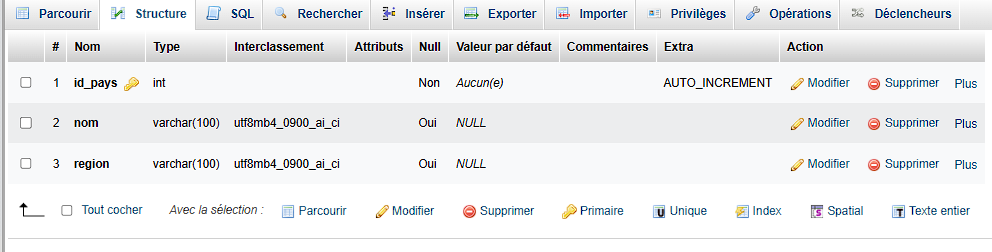 Parcourir Structure SQL Rechercher Insérer Exporter Importer Privilèges Opérations Déclencheurs
# Nom Type Interclassement Attributs Null Valeur par défaut Commentaires Extra Action
1 id_pays int Non Aucun(e) AUTO_INCREMENT Modifier Supprimer Plus
2 nom varchar(100) utf8mb4_0900_ai_ci Oui NULL Modifier Supprimer Plus
3 region varchar(100) utf8mb4_0900_ai_ci Oui NULL Modifier Supprimer Plus
Tout cocher Avec la sélection : Parcourir Modifier Supprimer Primaire Unique Index Spatial Texte entier